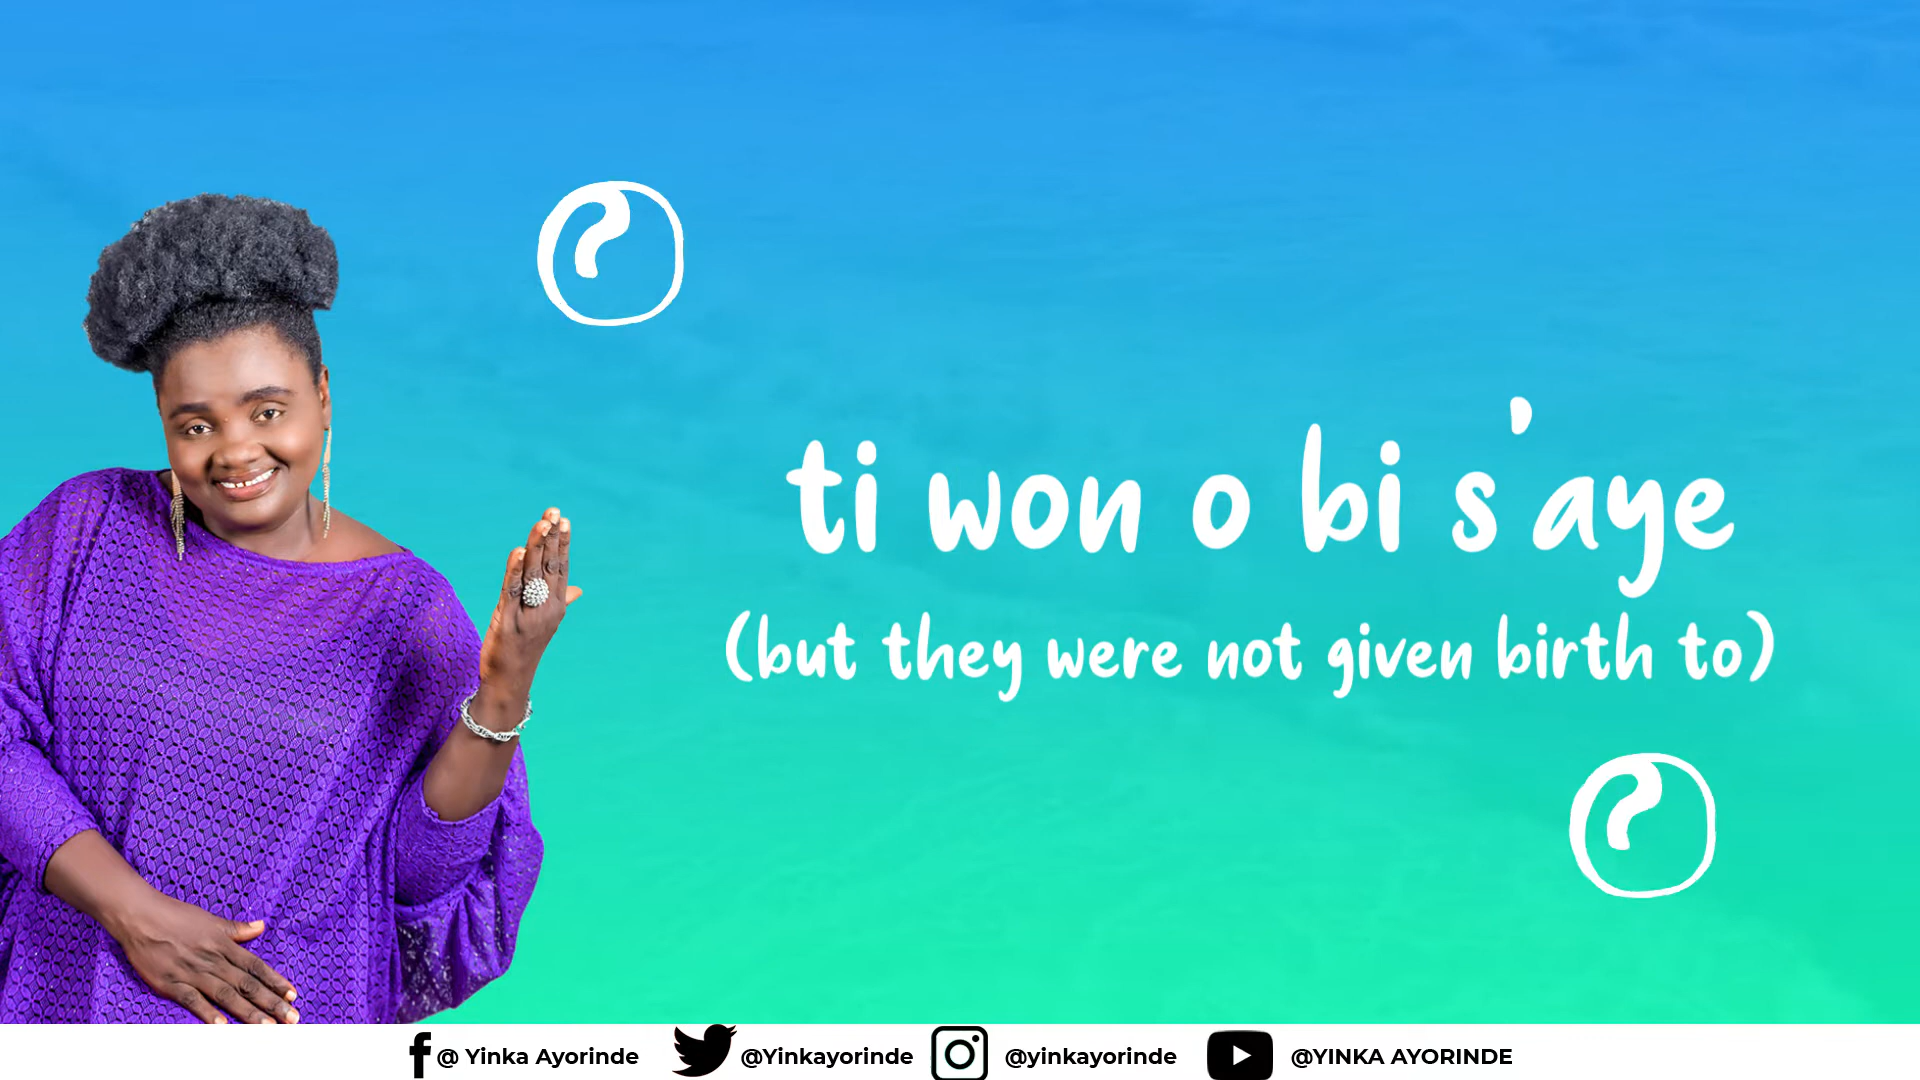 ti won o bi s'aye
(but they were not given birth to)
@ Yinka Ayorinde @Yinkayorinde @yinkayorinde @YINKA AYORINDE